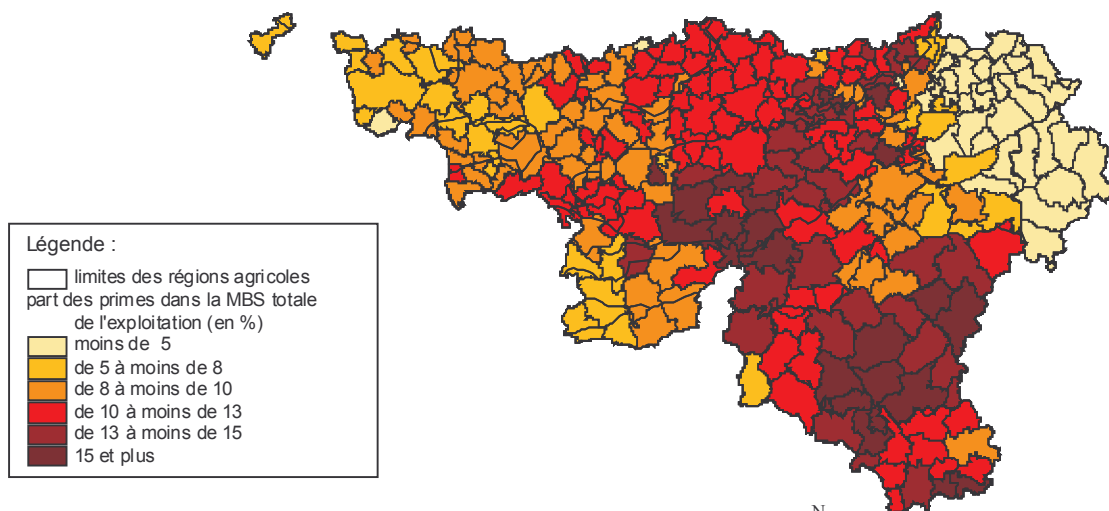 Légende :
limites des régions agricoles
part des primes dans la MBS totale
de l'exploitation (en %)
moins de 5
de 5 à moins de 8
de 8 à moins de 10
de 10 à moins de 13
de 13 à moins de 15
15 et plus
N